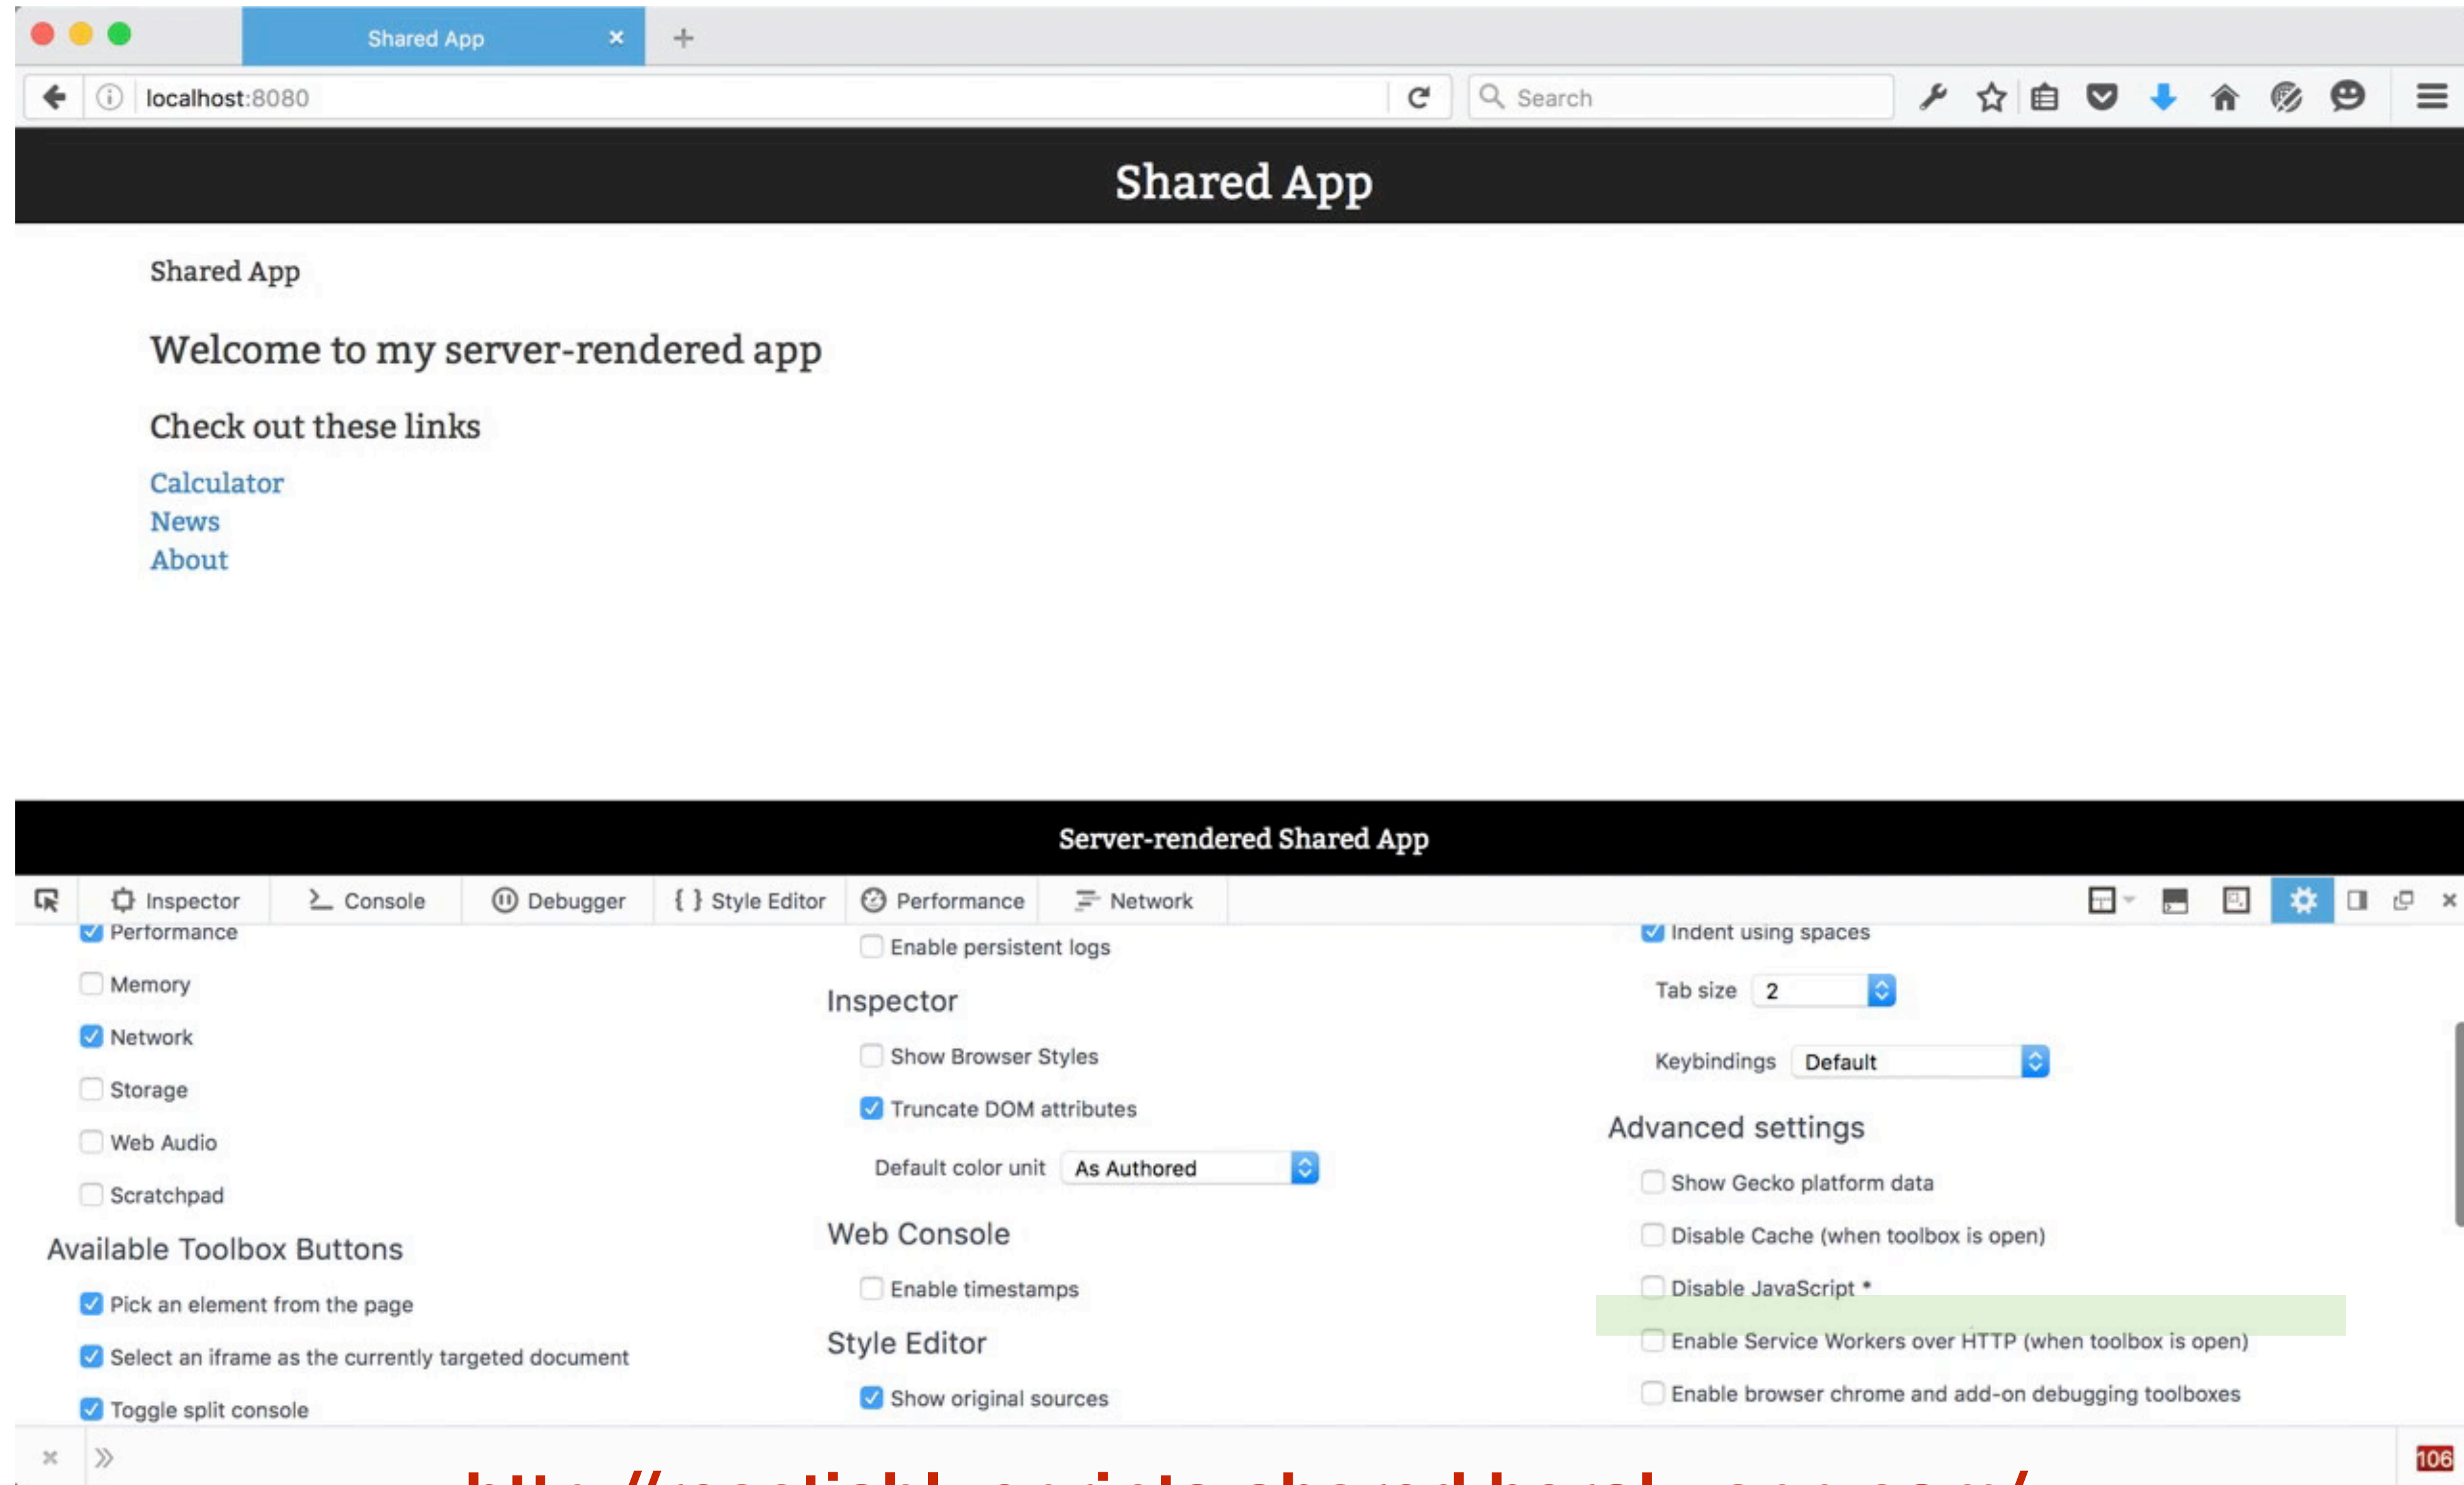 Shared App
localhost:8080
Search
Shared App
Shared App
Welcome to my server-rendered app
Check out these links
Calculator
News
About
Server-rendered Shared App
Inspector
Console
Debugger
{ } Style Editor
Performance
Network
Performance
Memory
Network
Storage
Web Audio
Scratchpad
Available Toolbox Buttons
Pick an element from the page
Select an iframe as the currently targeted document
Toggle split console
Enable persistent logs
Inspector
Show Browser Styles
Truncate DOM attributes
Default color unit As Authored
Web Console
Enable timestamps
Style Editor
Show original sources
Indent using spaces
Tab size 2
Keybindings Default
Advanced settings
Show Gecko platform data
Disable Cache (when toolbox is open)
Disable JavaScript *
Enable Service Workers over HTTP (when toolbox is open)
Enable browser chrome and add-on debugging toolboxes
106